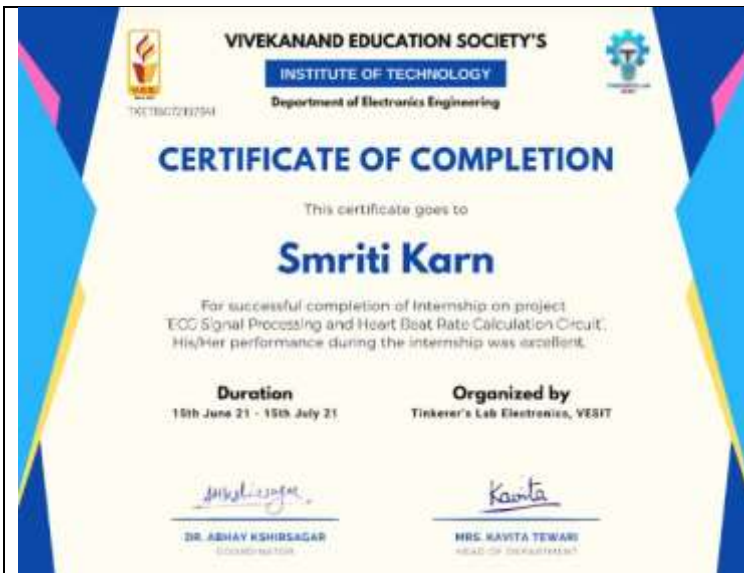 VIVEKANAND EDUCATION SOCIETY'S
INSTITUTE OF TECHNOLOGY
Department of Electronics Engineering
CERTIFICATE OF COMPLETION
This certificate goes to
Smriti Karn
For successful completion of Internship on project
'ECG Signal Processing and Heart Beat Rate Calculation Circuit'.
His/Her performance during the internship was excellent.
Duration
15th June 21 - 15th July 21
Organized by
Tinkerer's Lab Electronics, VESIT
Kavita
DR. ABHAY KSHIRSAGAR
COORDINATOR
MRS. KAVITA TEWARI
HEAD OF DEPARTMENT